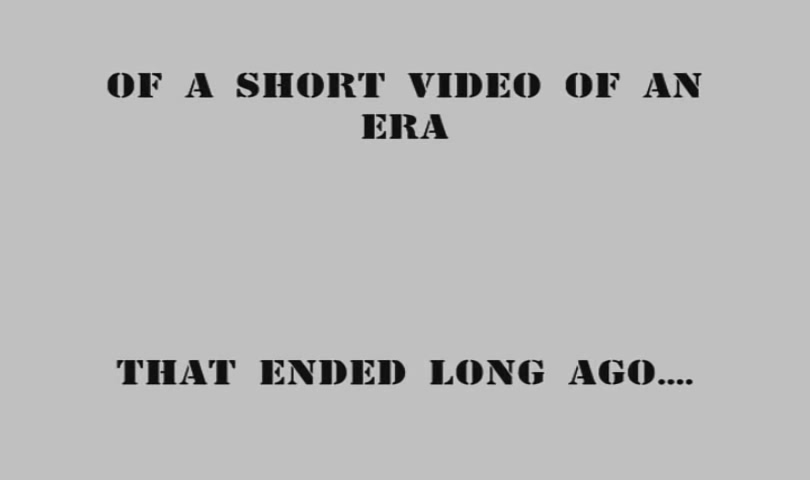 OF A SHORT VIDEO OF AN
ERA
THAT ENDED LONG AGO....